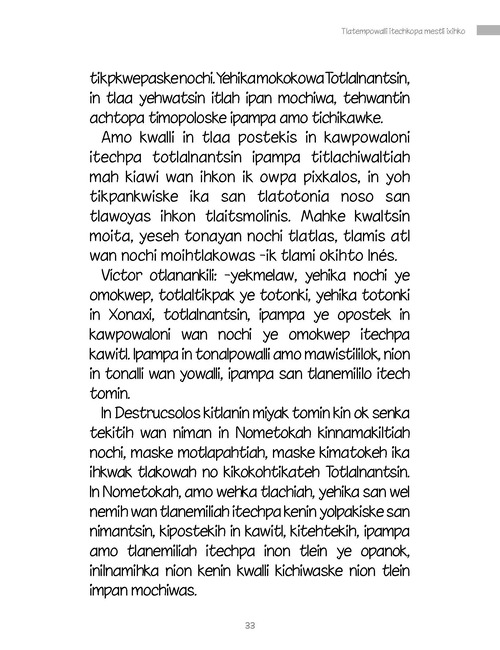 Tlatempowalli itechkopa mestli ixihko
tikpkwepaske nochi. Yehika mokokowa Totlalnantsin,
in tlaa yehwatsin itlah ipan mochiwa, tehwantin
achtopa timopoloske ipampa amo tichikawke.
Amo kwalli in tlaa postekis in kawpowaloni
itechpa totlalnantsin ipampa titlachiwaltiah
mah kiawi wan ihkon ik owpa pixkalos, in yoh
tikpankwiske ika san tlatotonia noso san
tlawoyas ihkon tlaitsmolinis. Mahke kwaltsin
moita, yeseh tonayan nochi tlatlas, tlamis atl
wan nochi moihtlakowas -ik tlami okihto Inés.
Victor otlanankili: -yekmelaw, yehika nochi ye
omokwep, totlaltikpak ye totonki, yehika totonki
in Xonaxi, totlalnantsin, ipampa ye opostek in
kawpowaloni wan nochi ye omokwep itechpa
kawitl. Ipampa in tonalpowalli amo mawistililok, nion
in tonalli wan yowalli, ipampa san tlanemililo itech
tomin.
In Destrucsolos kitlanin miyak tomin kin ok senka
tekitih wan niman in Nometokah kinnamakiltiah
nochi, maske motlapahtiah, maske kimatokeh ika
ihkwak tlakowah no kikokohtikateh Totlalnantsin.
In Nometokah, amo wehka tlachiah, yehika san wel
nemih wan tlanemiliah itechpa kenin yolpakiske san
nimantsin, kipostekih in kawitl, kitehtekih, ipampa
amo tlanemiliah itechpa inon tlein ye opanok,
inilnamihka nion kenin kwalli kichiwaske nion tlein
impan mochiwas.
33